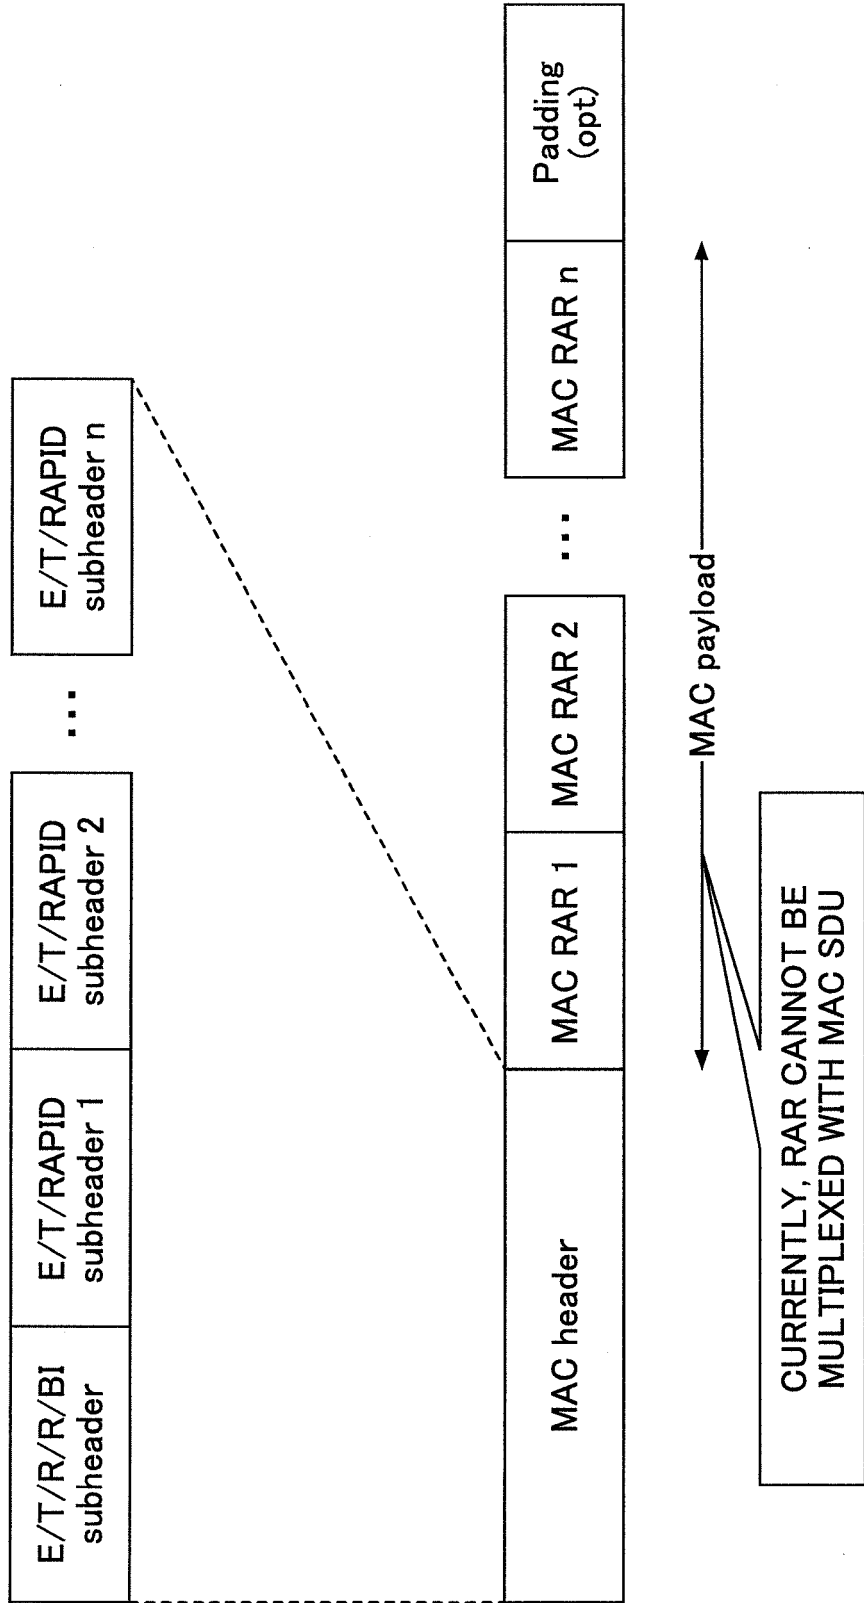 E/T/R/R/BI
subheader
E/T/RAPID
subheader 1
E/T/RAPID
subheader 2
...
E/T/RAPID
subheader n
MAC header
MAC RAR 1
MAC RAR 2
...
MAC RAR n
Padding
(opt)
MAC payload
CURRENTLY, RAR CANNOT BE
MULTIPLEXED WITH MAC SDU